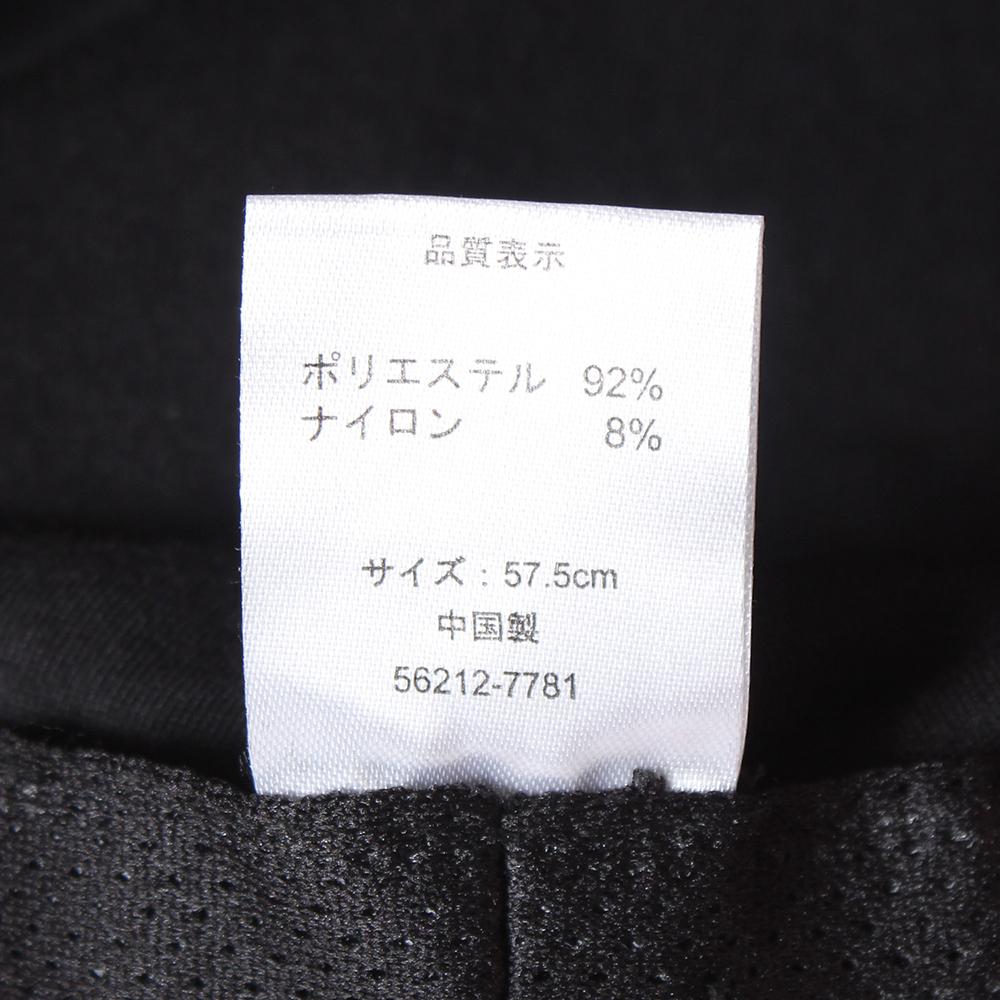 品質表示
ポリエステル 92%
ナイロン 8%
サイズ：57.5cm
中国製
56212-7781